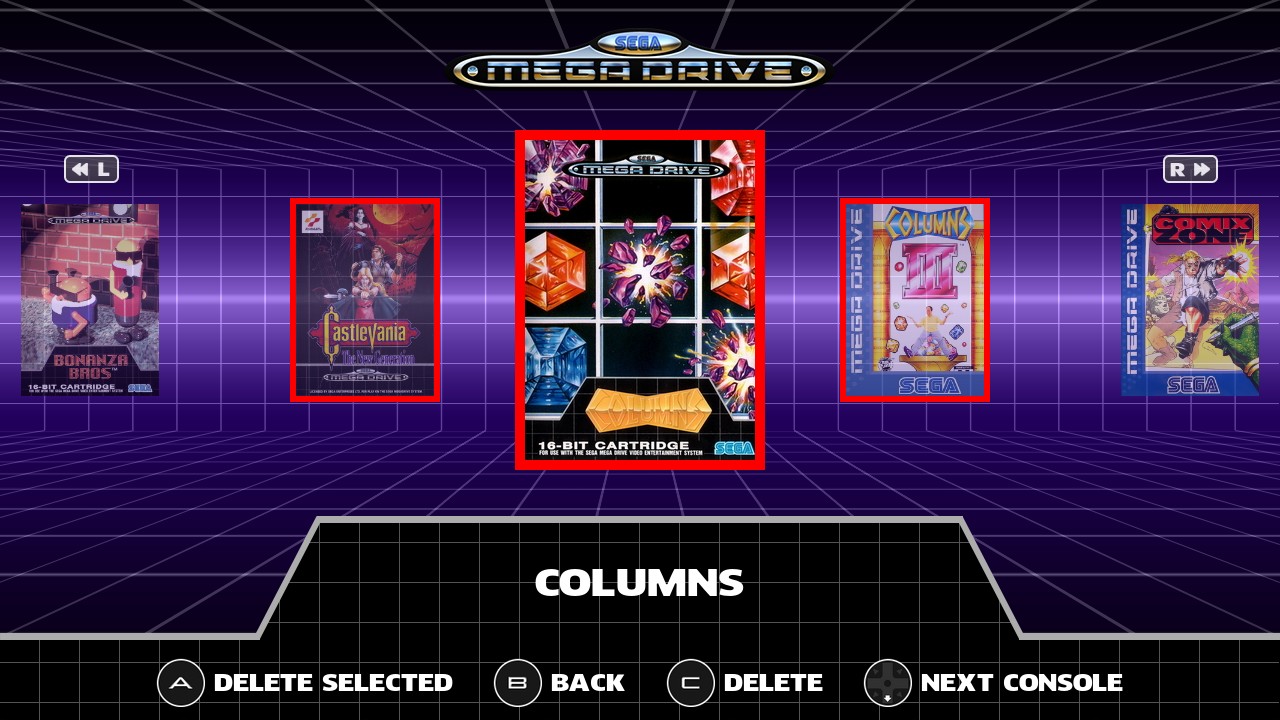 SEGA
MEGA DRIVE
L
R
MEGA DRIVE
BONANZA
BROS™
16-BIT CARTRIDGE
SEGA
KONAMI
Castlevania
The New Generation
MEGA DRIVE
SEGA
MEGA DRIVE
COLUMNS
16-BIT CARTRIDGE
FOR USE WITH THE SEGA MEGA DRIVE VIDEO ENTERTAINMENT SYSTEM
SEGA
MEGA DRIVE
COLUMNS
III
SEGA
MEGA DRIVE
COMIX
ZONE
SEGA
COLUMNS
A DELETE SELECTED B BACK C DELETE NEXT CONSOLE